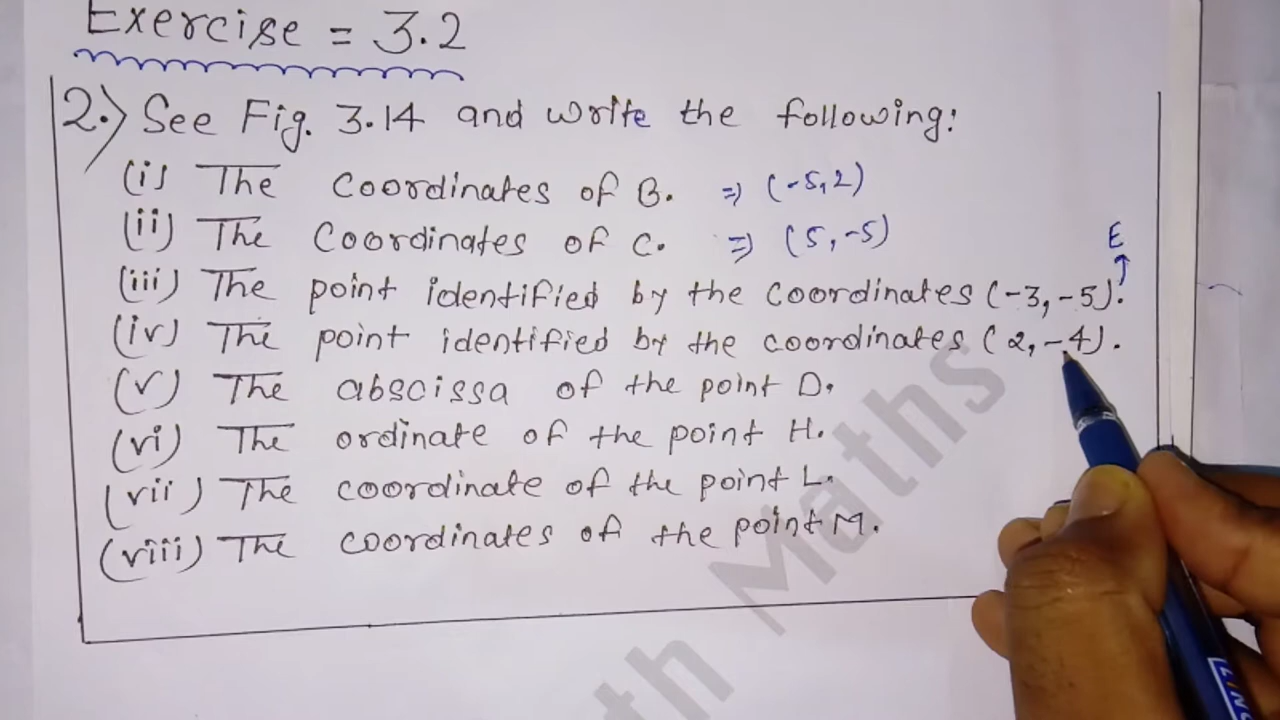 Exercise = 3.2
2.) See Fig. 3.14 and write the following:
(i) The coordinates of B. ⇒ (-5,2)
(ii) The Coordinates of C. ⇒ (5,-5)
E
↑
(iii) The point identified by the coordinates (-3,-5).
(iv) The point identified by the coordinates (2,-4).
(v) The abscissa of the point D.
(vi) The ordinate of the point H.
(vii) The coordinate of the point L.
(viii) The coordinates of the point M.
th Maths